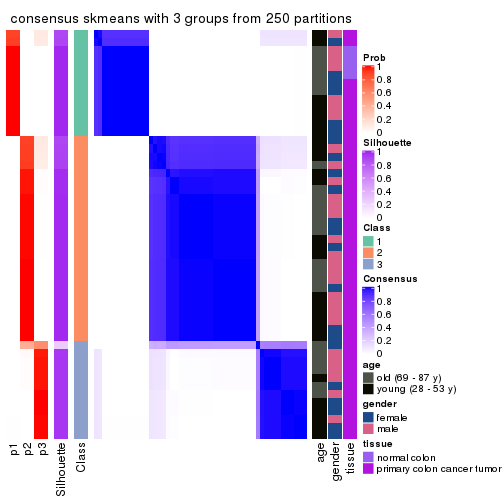 consensus skmeans with 3 groups from 250 partitions
Prob
1
0.8
0.6
0.4
0.2
0
Silhouette
1
0.8
0.6
0.4
0.2
0
Class
1
2
3
Consensus
1
0.8
0.6
0.4
0.2
0
age
old (69 - 87 y)
young (28 - 53 y)
gender
female
male
tissue
normal colon
primary colon cancer tumor
p1
p2
p3
Silhouette
Class
age
gender
tissue